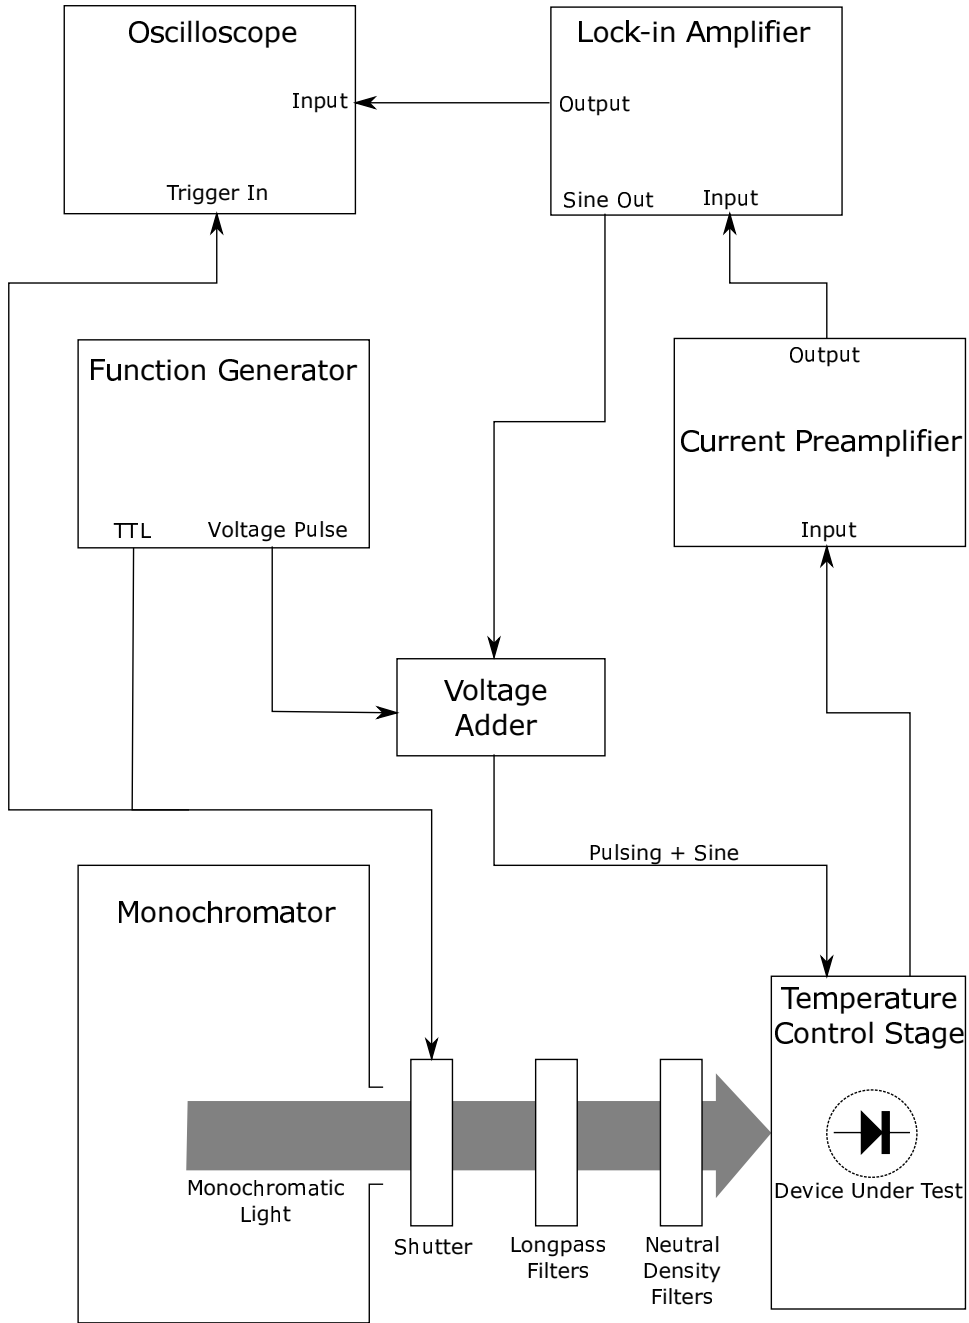 Oscilloscope
Input
Trigger In
Lock-in Amplifier
Output
Sine Out
Input
Function Generator
TTL
Voltage Pulse
Output
Current Preamplifier
Input
Voltage
Adder
Pulsing + Sine
Monochromator
Monochromatic
Light
Shutter
Longpass
Filters
Neutral
Density
Filters
Temperature
Control Stage
Device Under Test